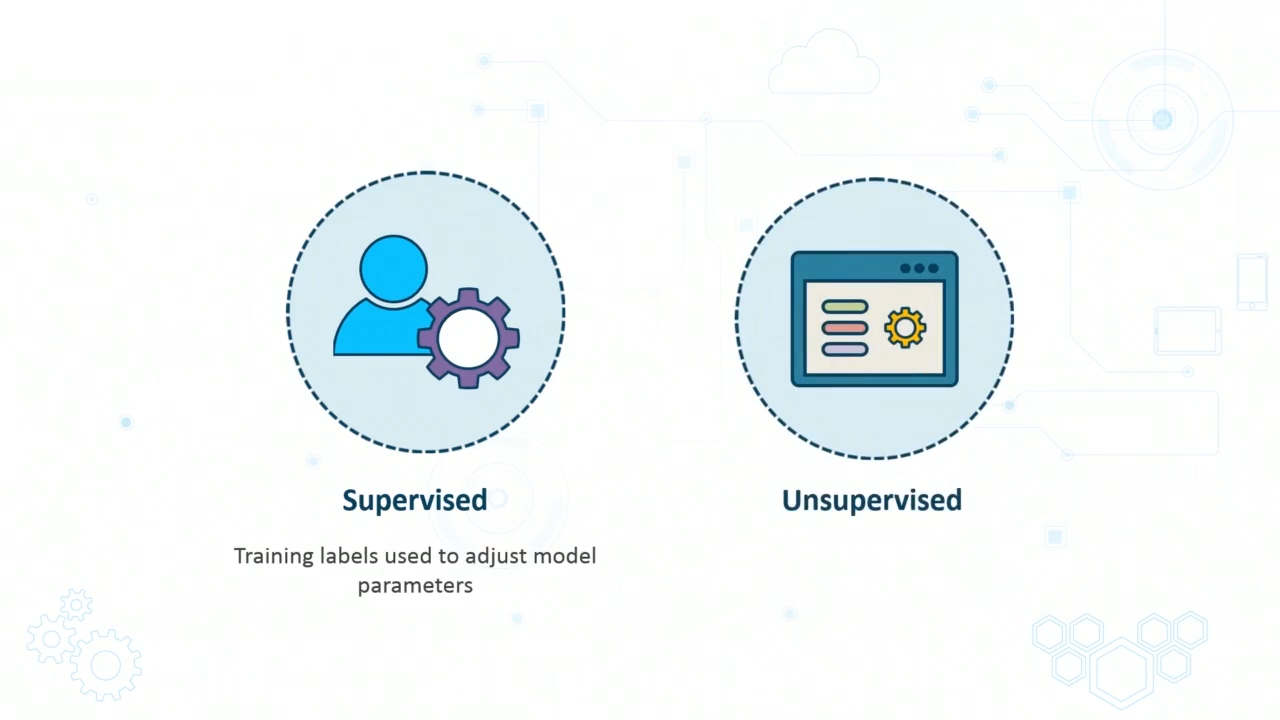 Supervised
Unsupervised
Training labels used to adjust model
parameters